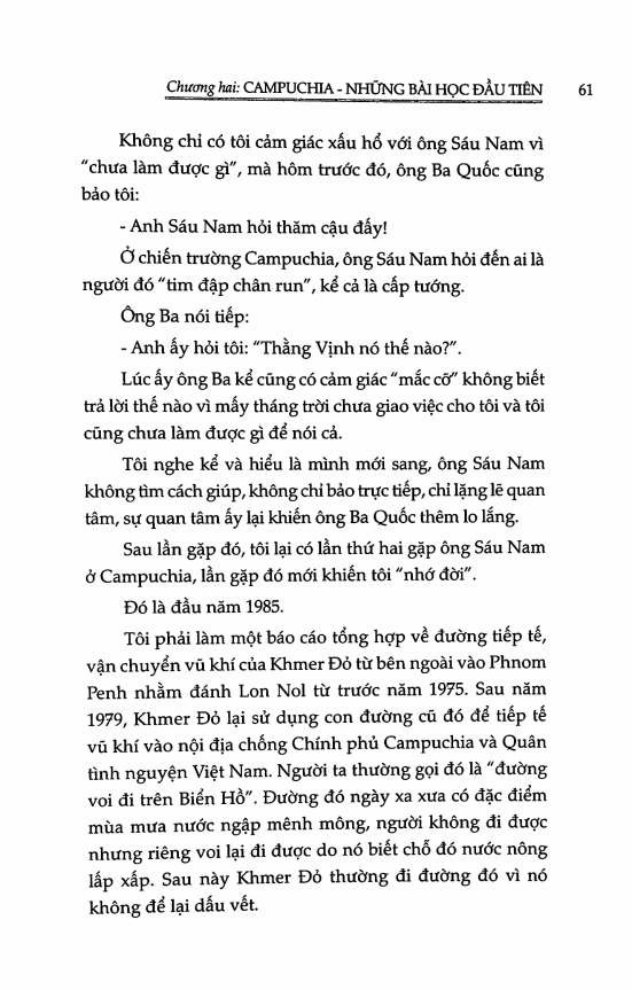 Chương hai: CAMPUCHIA - NHỮNG BÀI HỌC ĐẦU TIÊN 61
Không chỉ có tôi cảm giác xấu hổ với ông Sáu Nam vì
"chưa làm được gì", mà hôm trước đó, ông Ba Quốc cũng
bảo tôi:
- Anh Sáu Nam hỏi thăm cậu đấy!
Ở chiến trường Campuchia, ông Sáu Nam hỏi đến ai là
người đó "tim đập chân run", kể cả là cấp tướng.
Ông Ba nói tiếp:
- Anh ấy hỏi tôi: "Thằng Vịnh nó thế nào?".
Lúc ấy ông Ba kể cũng có cảm giác "mắc cỡ" không biết
trả lời thế nào vì mấy tháng trời chưa giao việc cho tôi và tôi
cũng chưa làm được gì để nói cả.
Tôi nghe kể và hiểu là mình mới sang, ông Sáu Nam
không tìm cách giúp, không chỉ bảo trực tiếp, chỉ lặng lẽ quan
tâm, sự quan tâm ấy lại khiến ông Ba Quốc thêm lo lắng.
Sau lần gặp đó, tôi lại có lần thứ hai gặp ông Sáu Nam
ở Campuchia, lần gặp đó mới khiến tôi "nhớ đời".
Đó là đầu năm 1985.
Tôi phải làm một báo cáo tổng hợp về đường tiếp tế,
vận chuyển vũ khí của Khmer Đỏ từ bên ngoài vào Phnom
Penh nhằm đánh Lon Nol từ trước năm 1975. Sau năm
1979, Khmer Đỏ lại sử dụng con đường cũ đó để tiếp tế
vũ khí vào nội địa chống Chính phủ Campuchia và Quân
tình nguyện Việt Nam. Người ta thường gọi đó là "đường
voi đi trên Biển Hồ". Đường đó ngày xa xưa có đặc điểm
mùa mưa nước ngập mênh mông, người không đi được
nhưng riêng voi lại đi được do nó biết chỗ đó nước nông
lấp xấp. Sau này Khmer Đỏ thường đi đường đó vì nó
không để lại dấu vết.